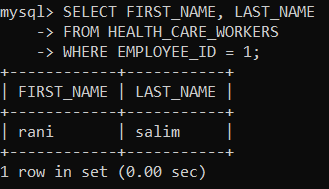 mysql> SELECT FIRST_NAME, LAST_NAME
    -> FROM HEALTH_CARE_WORKERS
    -> WHERE EMPLOYEE_ID = 1;
+------------+-----------+
| FIRST_NAME | LAST_NAME |
+------------+-----------+
| rani       | salim     |
+------------+-----------+
1 row in set (0.00 sec)